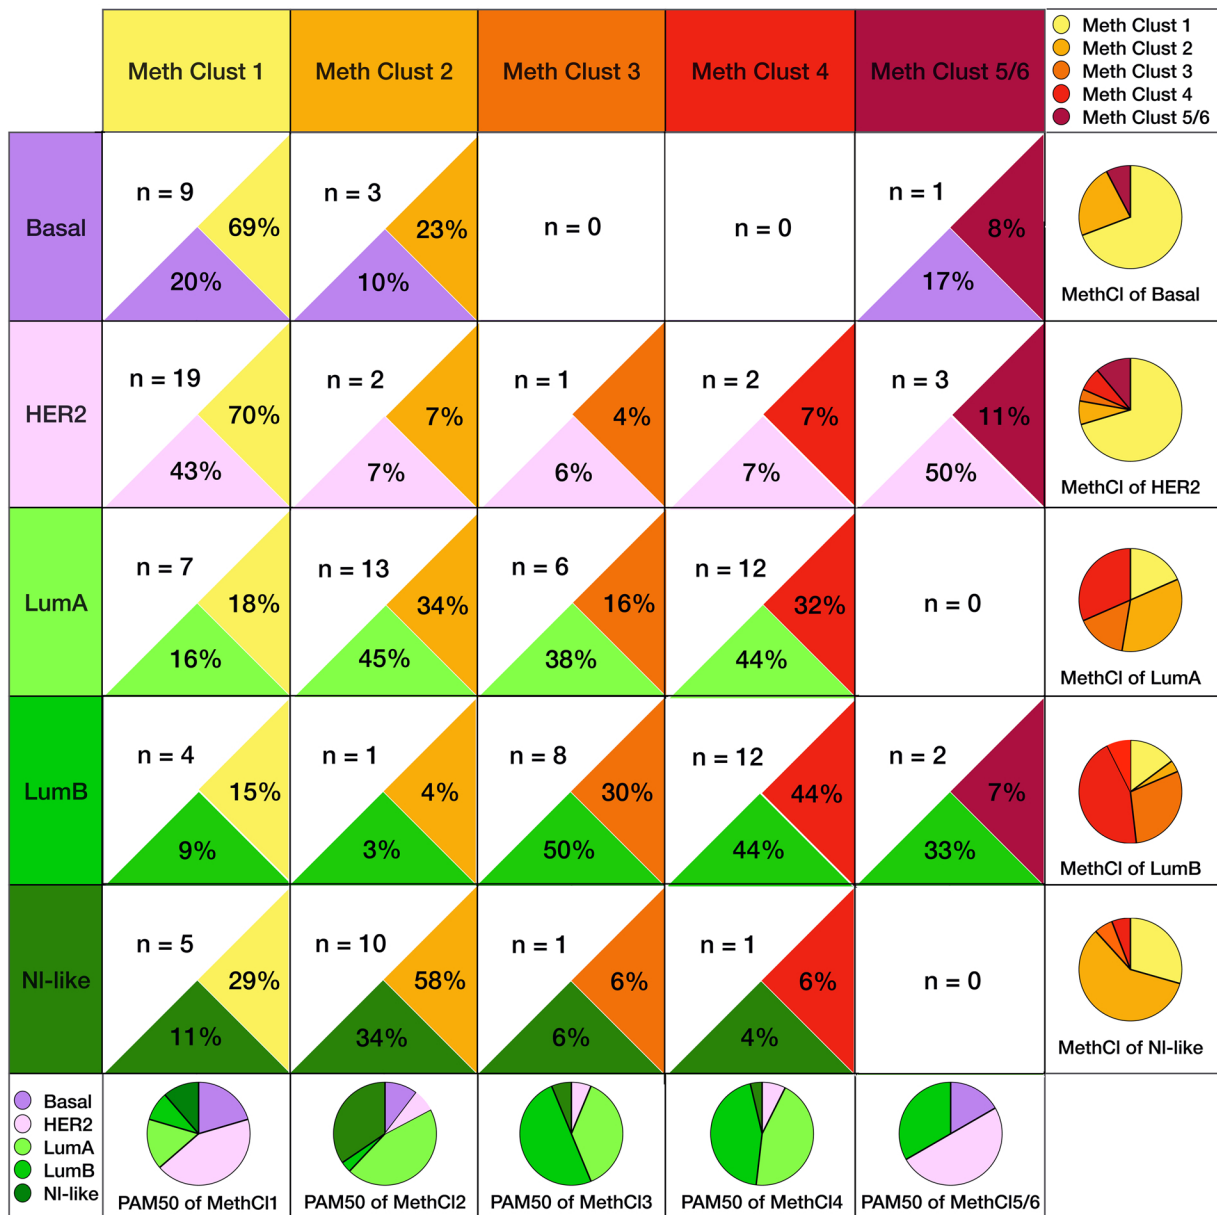 Meth Clust 1
Meth Clust 2
Meth Clust 3
Meth Clust 4
Meth Clust 5/6
Meth Clust 1
Meth Clust 2
Meth Clust 3
Meth Clust 4
Meth Clust 5/6
Basal
n = 9
69%
20%
n = 3
23%
10%
n = 0
n = 0
n = 1
8%
17%
MethCl of Basal
HER2
n = 19
70%
43%
n = 2
7%
7%
n = 1
4%
6%
n = 2
7%
7%
n = 3
11%
50%
MethCl of HER2
LumA
n = 7
18%
16%
n = 13
34%
45%
n = 6
16%
38%
n = 12
32%
44%
n = 0
MethCl of LumA
LumB
n = 4
15%
9%
n = 1
4%
3%
n = 8
30%
50%
n = 12
44%
44%
n = 2
7%
33%
MethCl of LumB
Nl-like
n = 5
29%
11%
n = 10
58%
34%
n = 1
6%
6%
n = 1
6%
4%
n = 0
MethCl of Nl-like
Basal
HER2
LumA
LumB
Nl-like
PAM50 of MethCl1
PAM50 of MethCl2
PAM50 of MethCl3
PAM50 of MethCl4
PAM50 of MethCl5/6